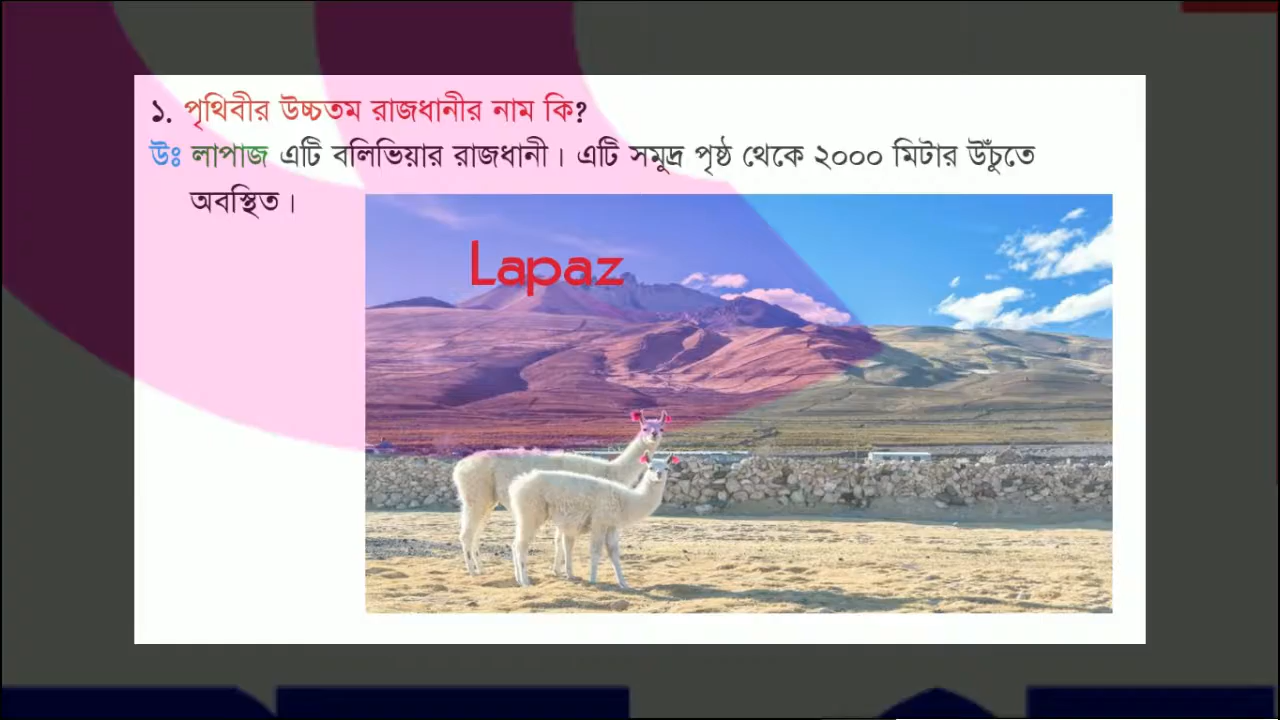 ১. পৃথিবীর উচ্চতম রাজধানীর নাম কি?
উঃ লাপাজ এটি বলিভিয়ার রাজধানী। এটি সমুদ্র পৃষ্ঠ থেকে ২০০০ মিটার উঁচুতে
অবস্থিত।
Lapaz